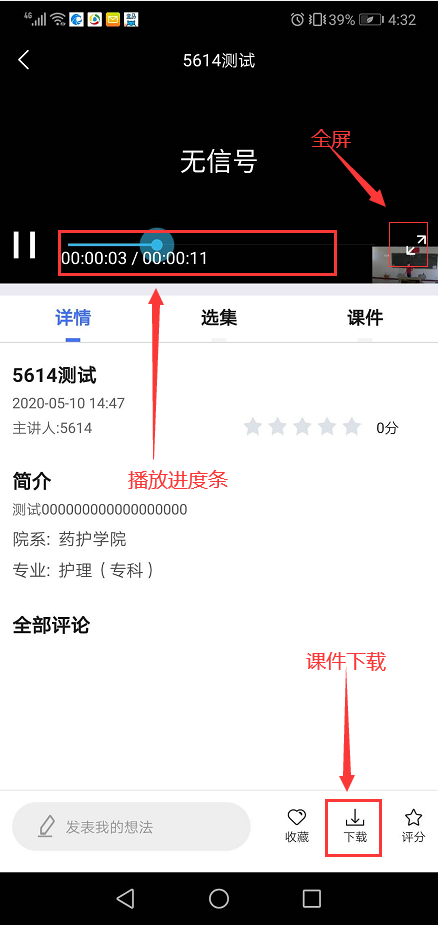 4G 39% 4:32
5614测试
全屏
无信号
00:00:03 / 00:00:11
详情 选集 课件
5614测试
2020-05-10 14:47
主讲人:5614 0分
播放进度条
简介
测试000000000000000000
院系: 药护学院
专业: 护理（专科）
全部评论
课件下载
发表我的想法
收藏 下载 评分